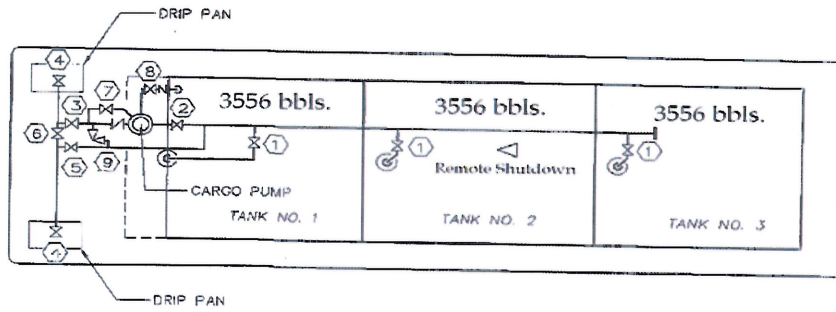 DRIP PAN
4
8
7
3
2
3556 bbls.
3556 bbls.
3556 bbls.
6
1
1
1
5
9
Remote Shutdown
CARGO PUMP
TANK NO. 1
TANK NO. 2
TANK NO. 3
4
DRIP PAN